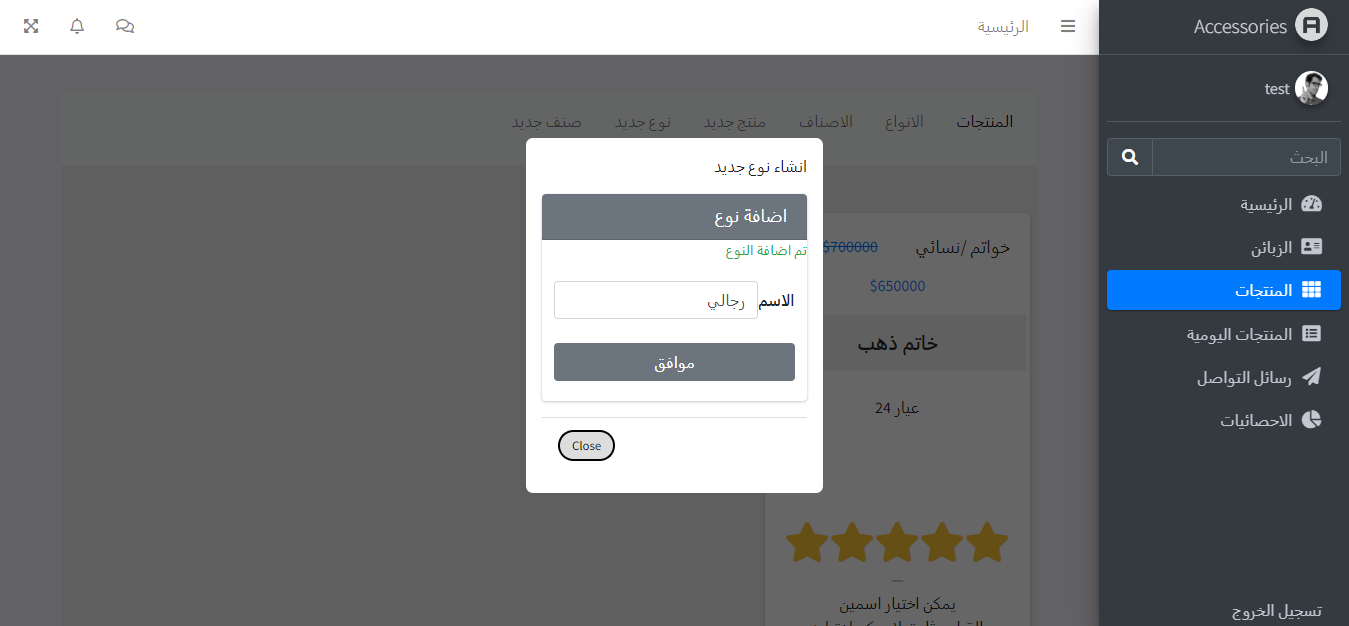 Accessories
test
البحث
الرئيسية
الزبائن
المنتجات
المنتجات اليومية
رسائل التواصل
الاحصائيات
تسجيل الخروج
الرئيسية
المنتجات الانواع الاصناف منتج جديد نوع جديد صنف جديد
انشاء نوع جديد
اضافة نوع
تم اضافة النوع
الاسم رجالي
موافق
Close
خواتم /نسائي $700000
$650000
خاتم ذهب
عيار 24
يمكن اختيار اسمين